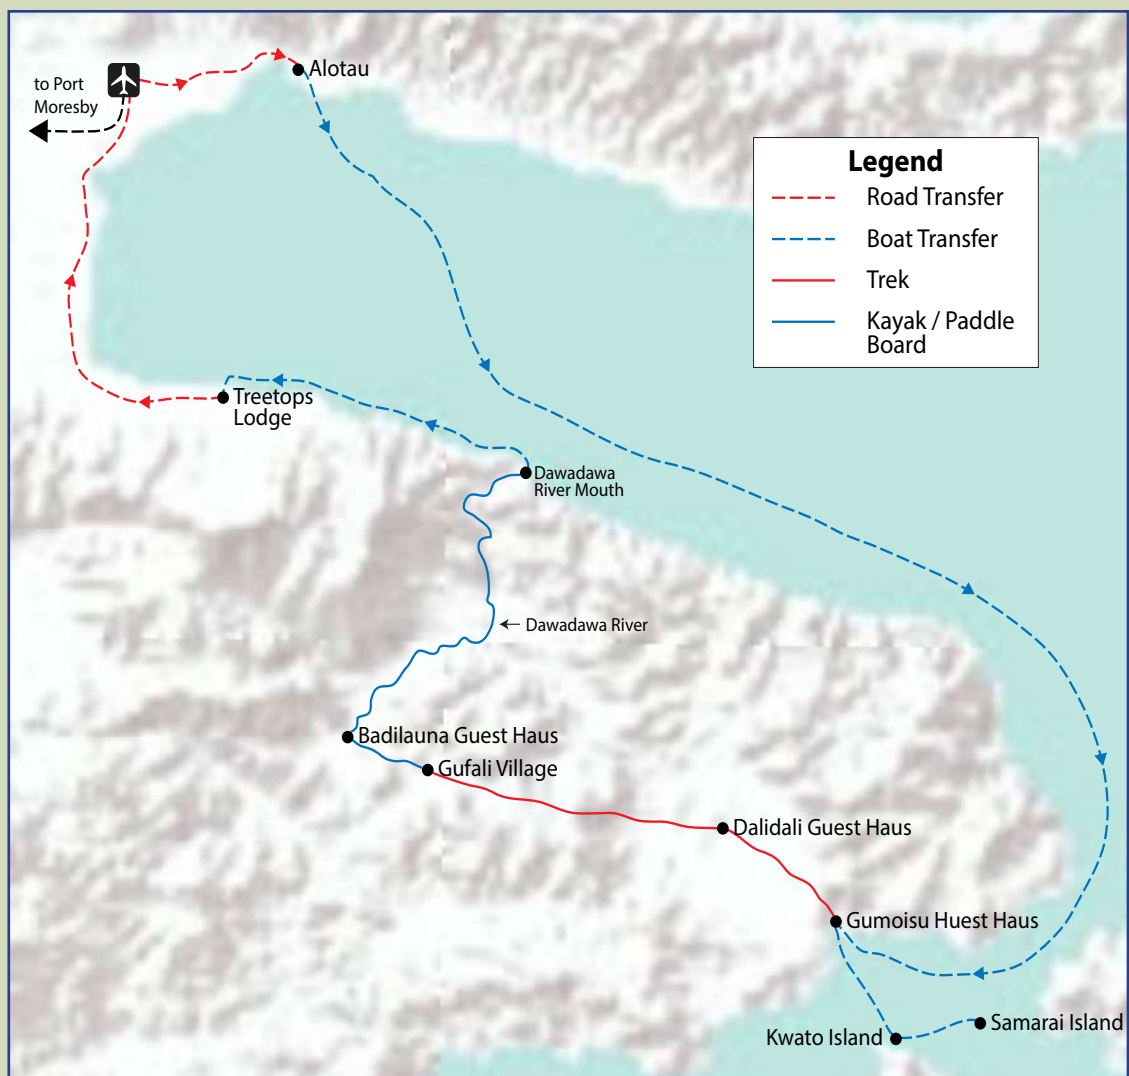 to Port
Moresby
Alotau
Legend
Road Transfer
Boat Transfer
Trek
Kayak / Paddle
Board
Treetops
Lodge
Dawadawa
River Mouth
Dawadawa River
Badilauna Guest Haus
Gufali Village
Dalidali Guest Haus
Gumoisu Huest Haus
Samarai Island
Kwato Island